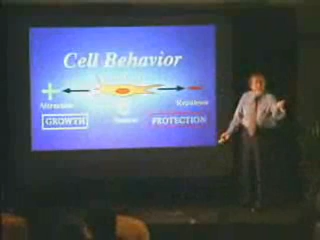 Cell Behavior
+ -
Attraction Repulsion
GROWTH PROTECTION